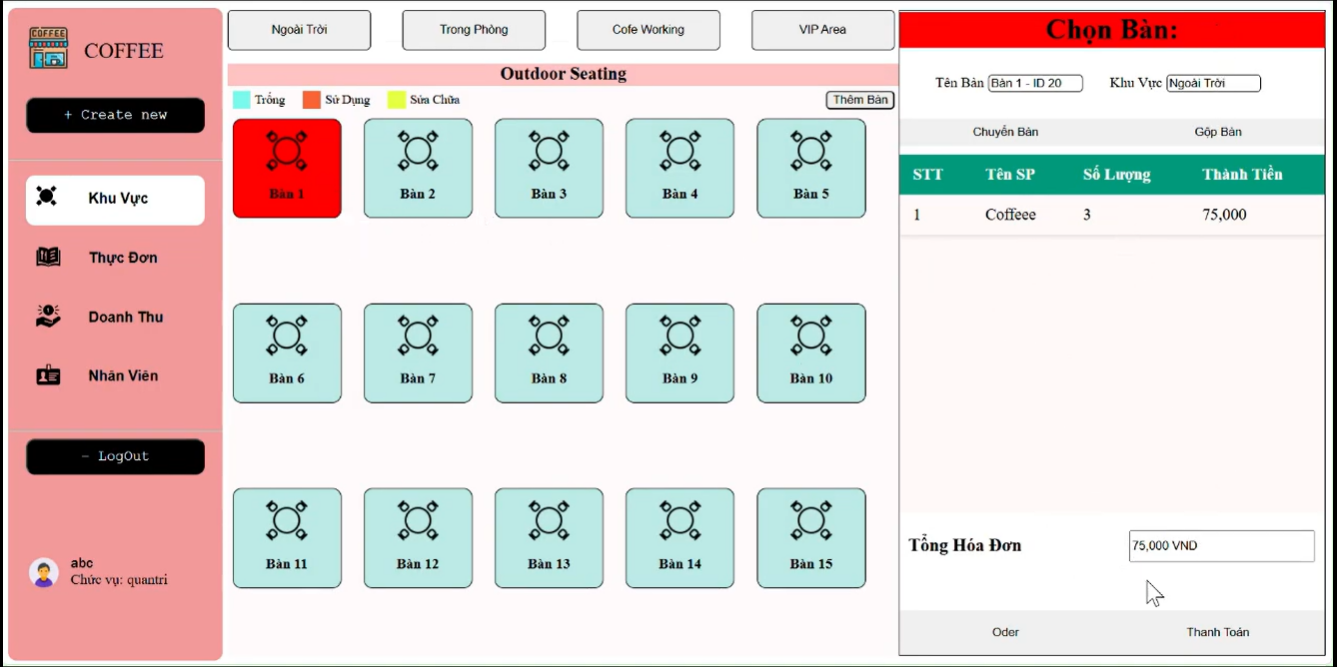 COFFEE
COFFEE
+ Create new
Khu Vực
Thực Đơn
Doanh Thu
Nhân Viên
- LogOut
abc
Chức vụ: quantri
Ngoài Trời
Trong Phòng
Cofe Working
VIP Area
Outdoor Seating
Trống
Sử Dụng
Sửa Chữa
Thêm Bàn
Bàn 1
Bàn 2
Bàn 3
Bàn 4
Bàn 5
Bàn 6
Bàn 7
Bàn 8
Bàn 9
Bàn 10
Bàn 11
Bàn 12
Bàn 13
Bàn 14
Bàn 15
Chọn Bàn:
Tên Bàn Bàn 1 - ID 20 Khu Vực Ngoài Trời
Chuyển Bàn Gộp Bàn
STT Tên SP Số Lượng Thành Tiền
1 Coffeee 3 75,000
Tổng Hóa Đơn 75,000 VND
Oder Thanh Toán